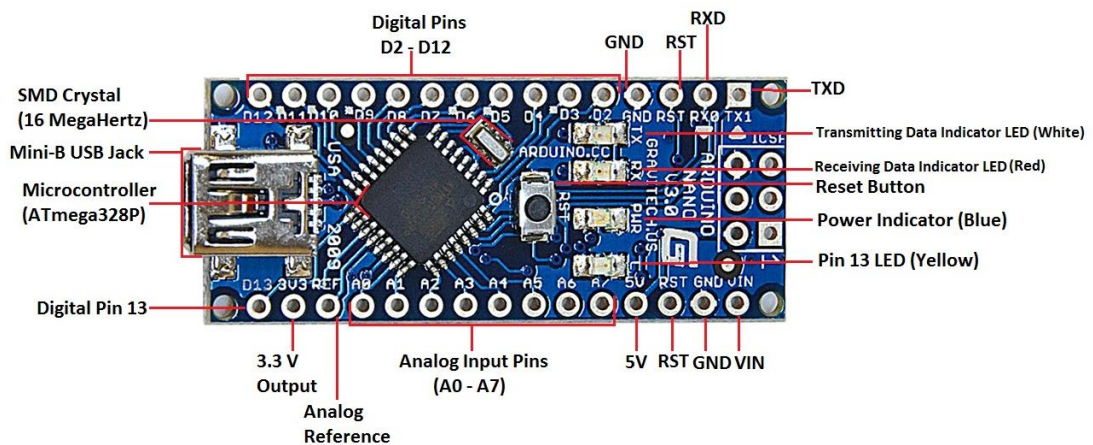 Digital Pins
D2 - D12
GND
RST
RXD
TXD
SMD Crystal
(16 MegaHertz)
Mini-B USB Jack
Microcontroller
(ATmega328P)
Digital Pin 13
D12 D11 D10 D9 D8 D7 D6 D5 D4 D3 D2 GND RST RX0 TX1
ICSP
TX
RX
PWR
L
ARDUINO.CC
GRAVITECH.US
ARDUINO
NANO
V3.0
USA
2009
RST
G
D13 3V3 REF A0 A1 A2 A3 A4 A5 A6 A7 5V RST GND VIN
Transmitting Data Indicator LED (White)
Receiving Data Indicator LED (Red)
Reset Button
Power Indicator (Blue)
Pin 13 LED (Yellow)
3.3 V
Output
Analog
Reference
Analog Input Pins
(A0 - A7)
5V
RST
GND
VIN